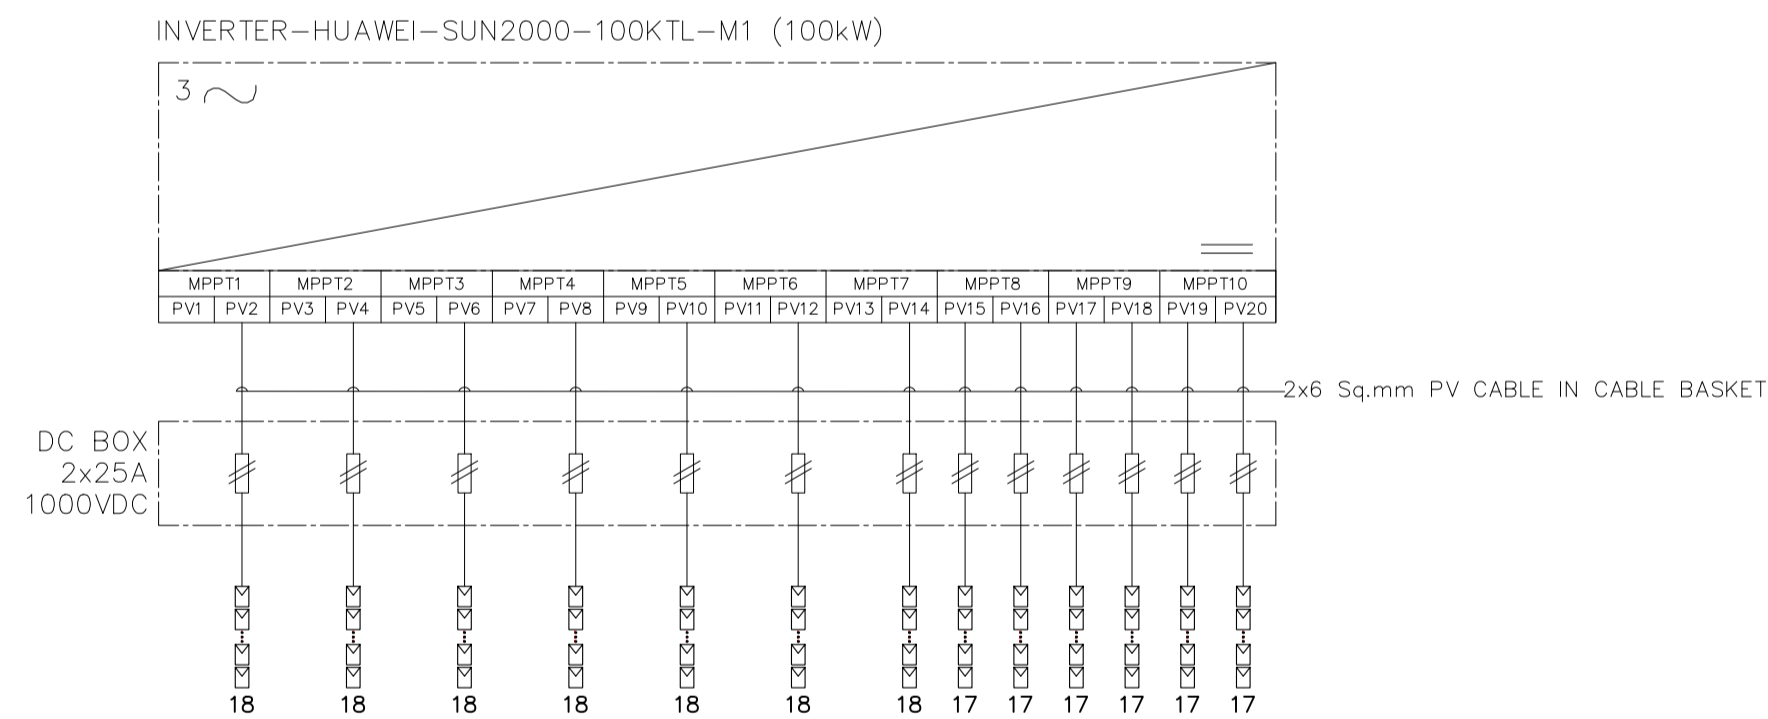 INVERTER-HUAWEI-SUN2000-100KTL-M1 (100kW)
3
MPPT1 MPPT2 MPPT3 MPPT4 MPPT5 MPPT6 MPPT7 MPPT8 MPPT9 MPPT10
PV1 PV2 PV3 PV4 PV5 PV6 PV7 PV8 PV9 PV10 PV11 PV12 PV13 PV14 PV15 PV16 PV17 PV18 PV19 PV20
2x6 Sq.mm PV CABLE IN CABLE BASKET
DC BOX
2x25A
1000VDC
18 18 18 18 18 18 18 17 17 17 17 17 17